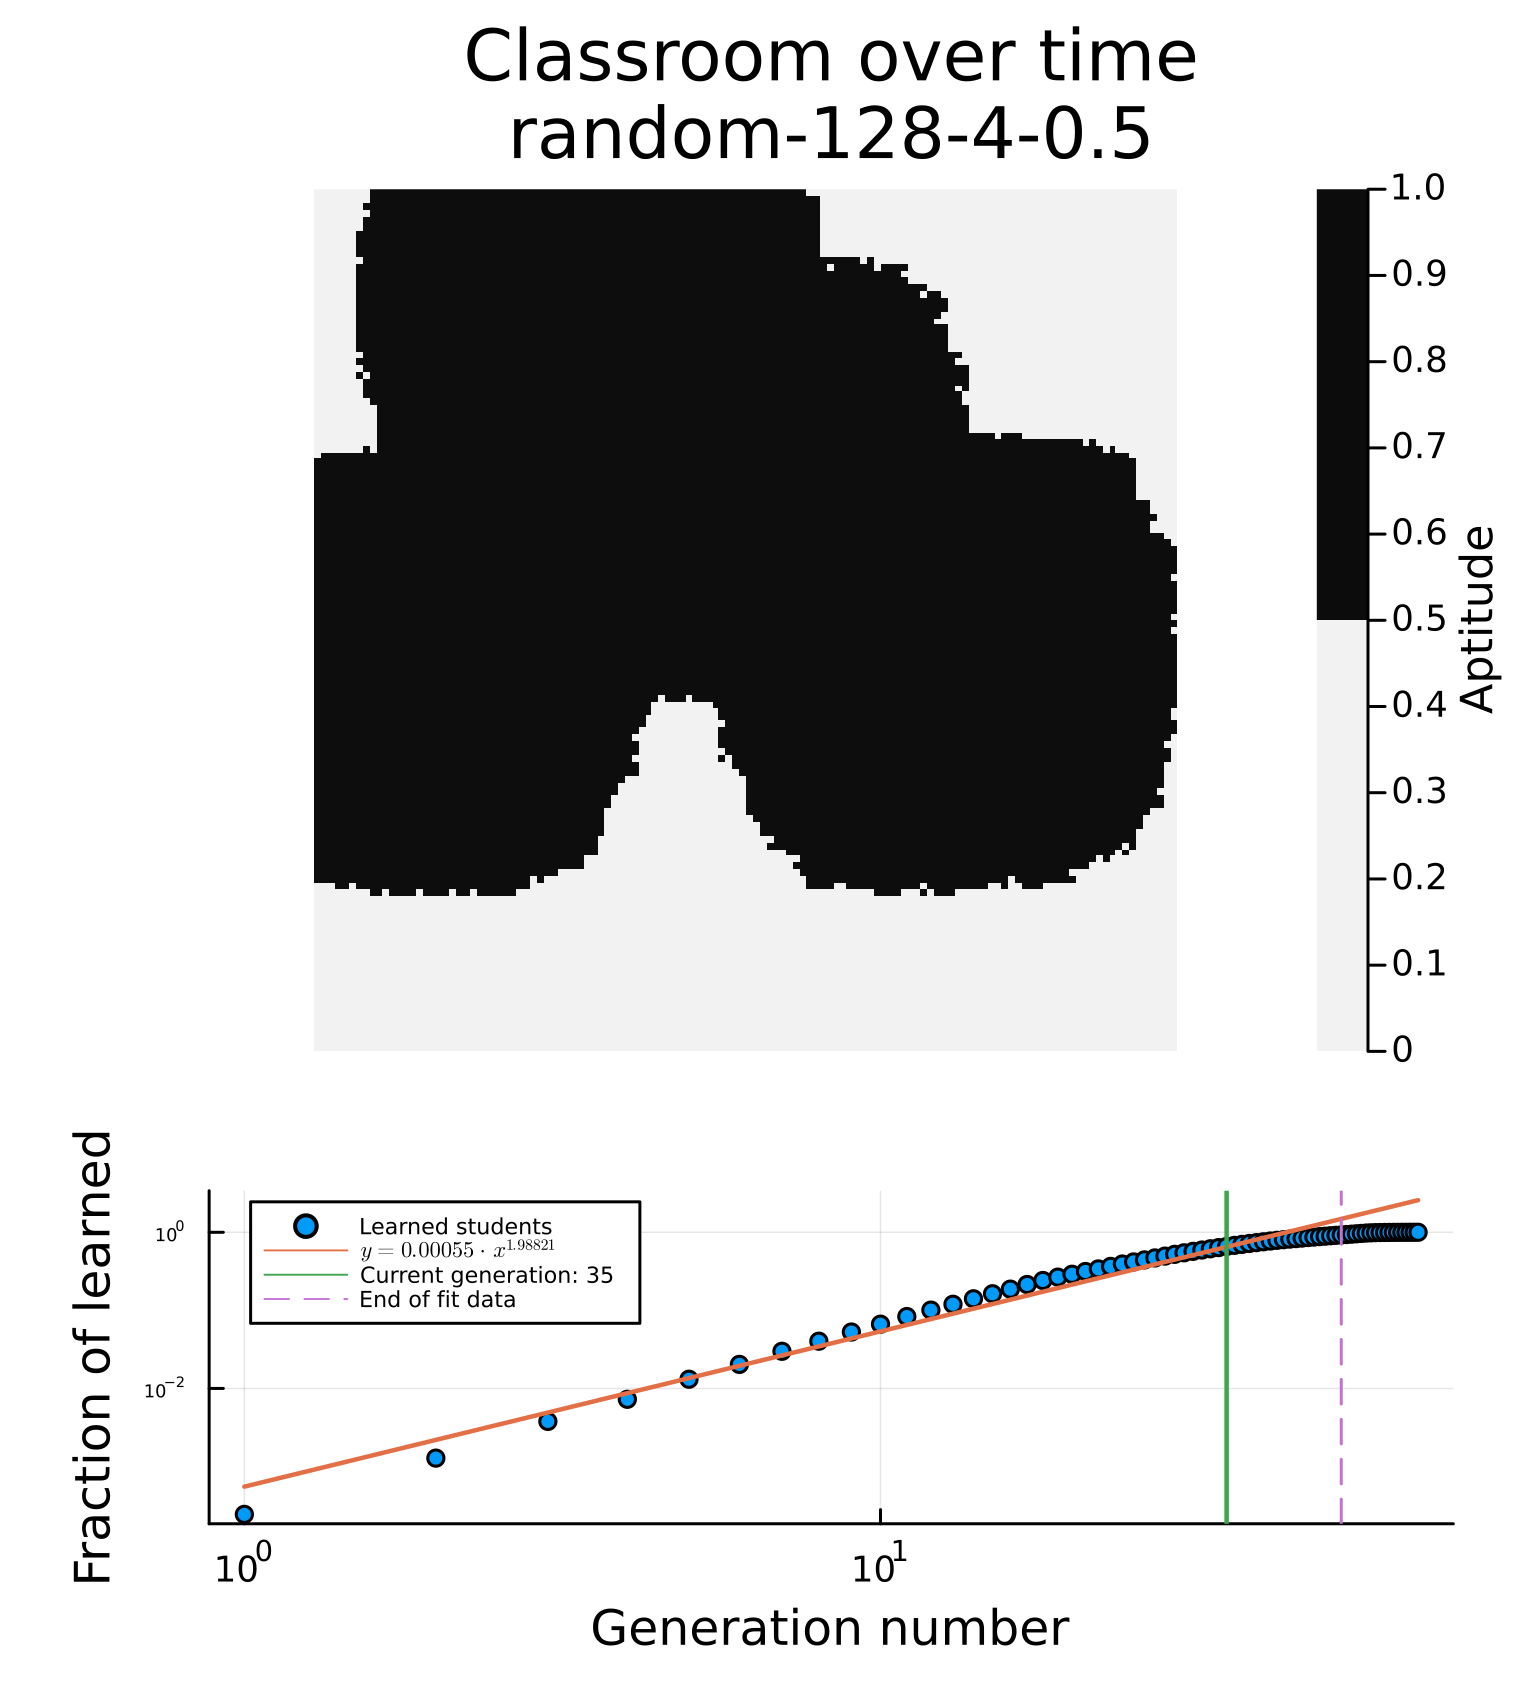 Classroom over time
random-128-4-0.5
1.0
0.9
0.8
0.7
0.6
0.5
0.4
0.3
0.2
0.1
0
Aptitude
Fraction of learned
10⁰
10⁻²
Learned students
y = 0.00055 · x^1.98821
Current generation: 35
End of fit data
10⁰
10¹
Generation number